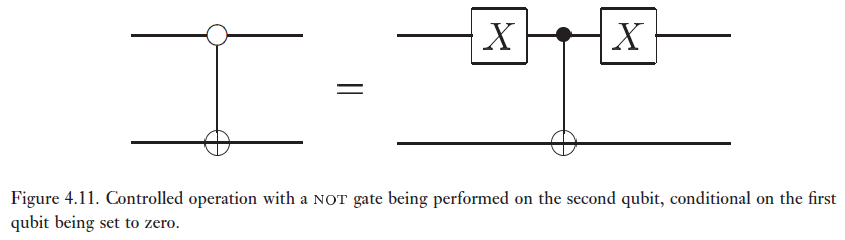 X X
=
Figure 4.11. Controlled operation with a NOT gate being performed on the second qubit, conditional on the first
qubit being set to zero.